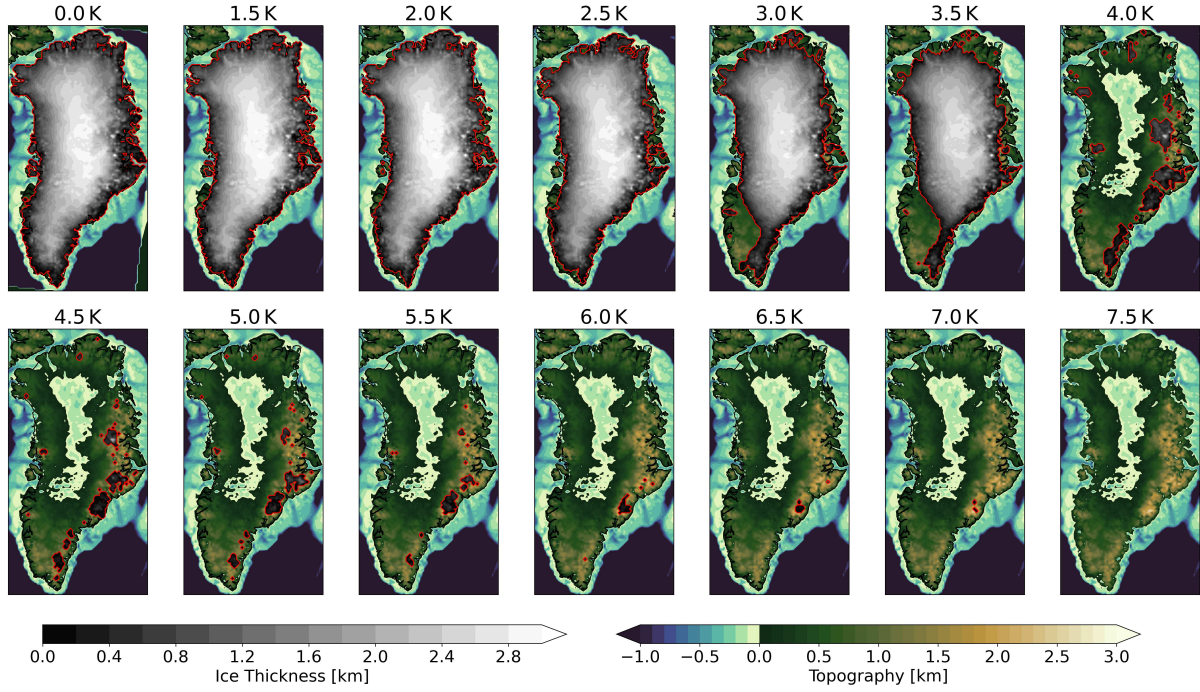 0.0 K 1.5 K 2.0 K 2.5 K 3.0 K 3.5 K 4.0 K
4.5 K 5.0 K 5.5 K 6.0 K 6.5 K 7.0 K 7.5 K
0.0 0.4 0.8 1.2 1.6 2.0 2.4 2.8
Ice Thickness [km]
−1.0 −0.5 0.0 0.5 1.0 1.5 2.0 2.5 3.0
Topography [km]